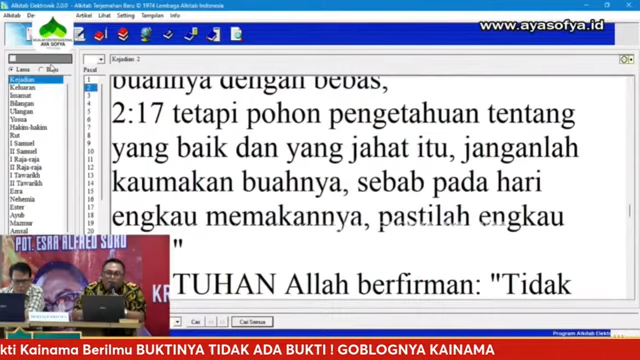 Alkitab Elektronik 2.0.0 - Alkitab Terjemahan Baru © 1974 Lembaga Alkitab Indonesia
www.ayasofya.id
Alkitab
Artikel Lihat Setting Tampilan Info
AYA SOFYA
Lama Baru
Pasal
Kejadian: 2
Kejadian
Keluaran
Imamat
Bilangan
Ulangan
Yosua
Hakim-hakim
Rut
I Samuel
II Samuel
I Raja-raja
II Raja-raja
I Tawarikh
II Tawarikh
Ezra
Nehemia
Ester
Ayub
Mazmur
Amsal
1
2
3
4
5
6
7
8
9
10
11
12
13
14
15
16
17
18
19
20
buahnya dengan bebas,
2:17 tetapi pohon pengetahuan tentang
yang baik dan yang jahat itu, janganlah
kaumakan buahnya, sebab pada hari
engkau memakannya, pastilah engkau
"
TUHAN Allah berfirman: "Tidak
PDT. ESRA ALFRED SORU
KR
Cari
Cari Semua
Program Alkitab Elektr
kti Kainama Berilmu BUKTINYA TIDAK ADA BUKTI ! GOBLOGNYA KAINAMA